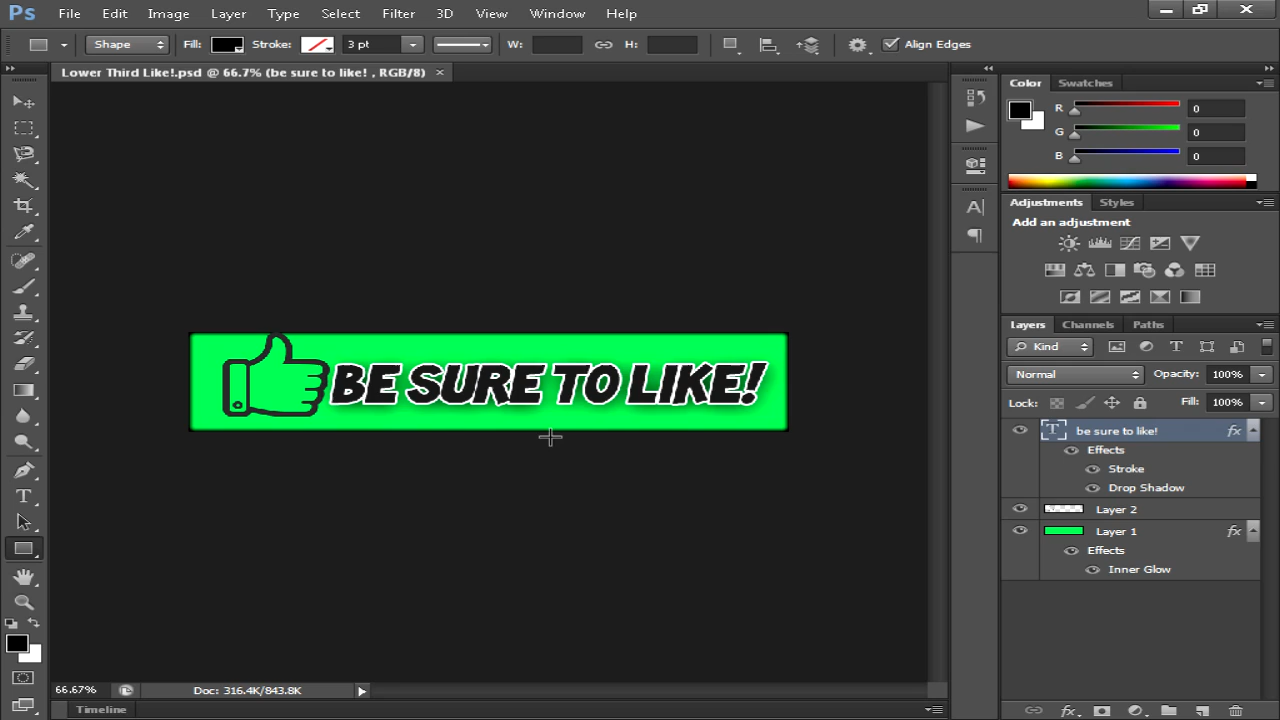 Ps File Edit Image Layer Type Select Filter 3D View Window Help
Shape Fill: Stroke: 3 pt W: H: Align Edges
Lower Third Like!.psd @ 66.7% (be sure to like! , RGB/8) ×
Color Swatches
R 0
G 0
B 0
Adjustments Styles
Add an adjustment
Layers Channels Paths
Kind
Normal Opacity: 100%
Lock: Fill: 100%
be sure to like! fx
Effects
Stroke
Drop Shadow
Layer 2
Layer 1 fx
Effects
Inner Glow
BE SURE TO LIKE!
66.67% Doc: 316.4K/843.8K
Timeline